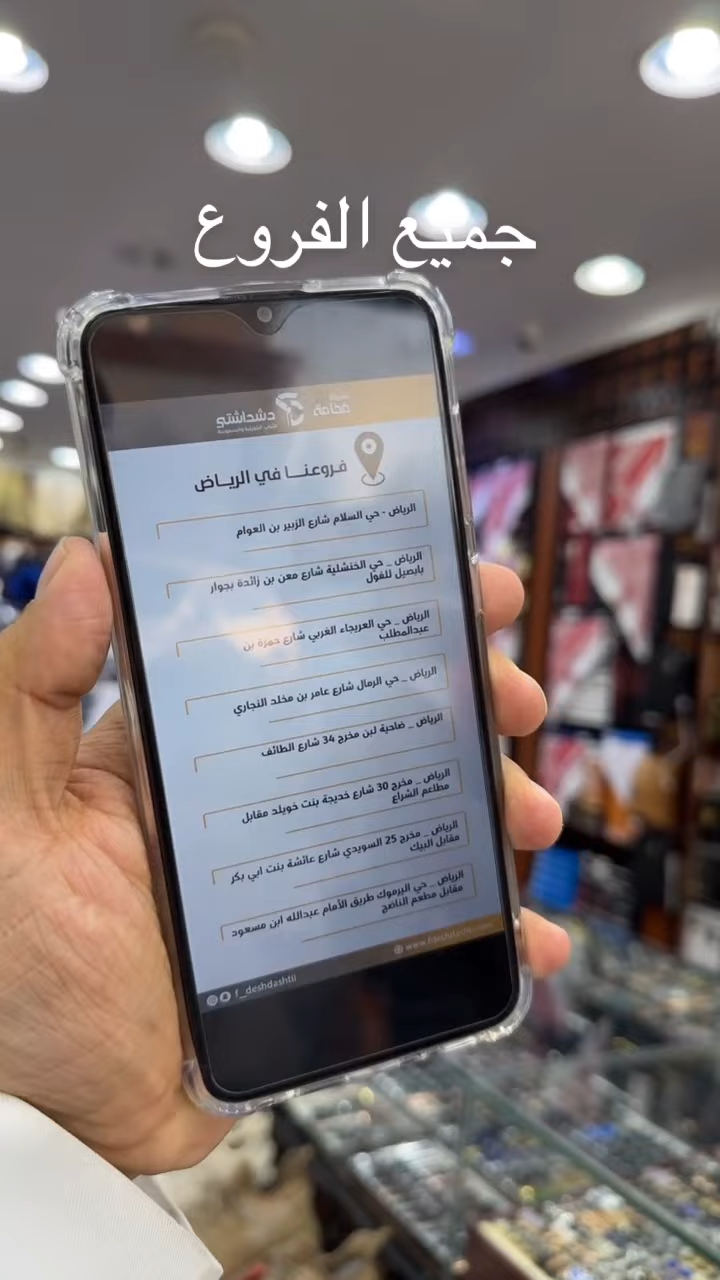 جميع الفروع
فخامة
دشداشتي
فروعنا في الرياض
الرياض - حي السلام شارع الزبير بن العوام
الرياض _ حي الخنشلية شارع معن بن زائدة بجوار
بابصيل للفول
الرياض _ حي العريجاء الغربي شارع حمزة بن
عبدالمطلب
الرياض _ حي الرمال شارع عامر بن مخلد النجاري
الرياض _ ضاحية لبن مخرج 34 شارع الطائف
الرياض _ مخرج 30 شارع خديجة بنت خويلد مقابل
مطاعم الشراع
الرياض _ مخرج 25 السويدي شارع عائشة بنت ابي بكر
مقابل البيك
الرياض _ حي اليرموك طريق الأمام عبدالله ابن مسعود
مقابل مطعم الناضج
f_deshdashtii